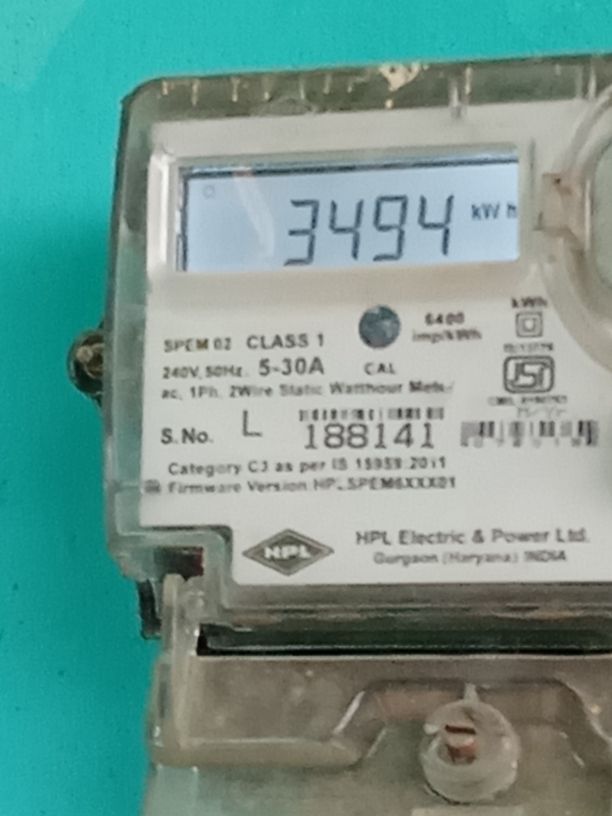 3494 kWh
SPEM 02 CLASS 1
6400
imp/kWh
kWh
240V, 50Hz. 5-30A CAL
ac, 1Ph. 2Wire Static Watthour Meter
S.No. L 188141
Category C3 as per IS 15959:2011
Firmware Version HPLSPEM6XXX01
HPL
HPL Electric & Power Ltd.
Gurgaon (Haryana) INDIA